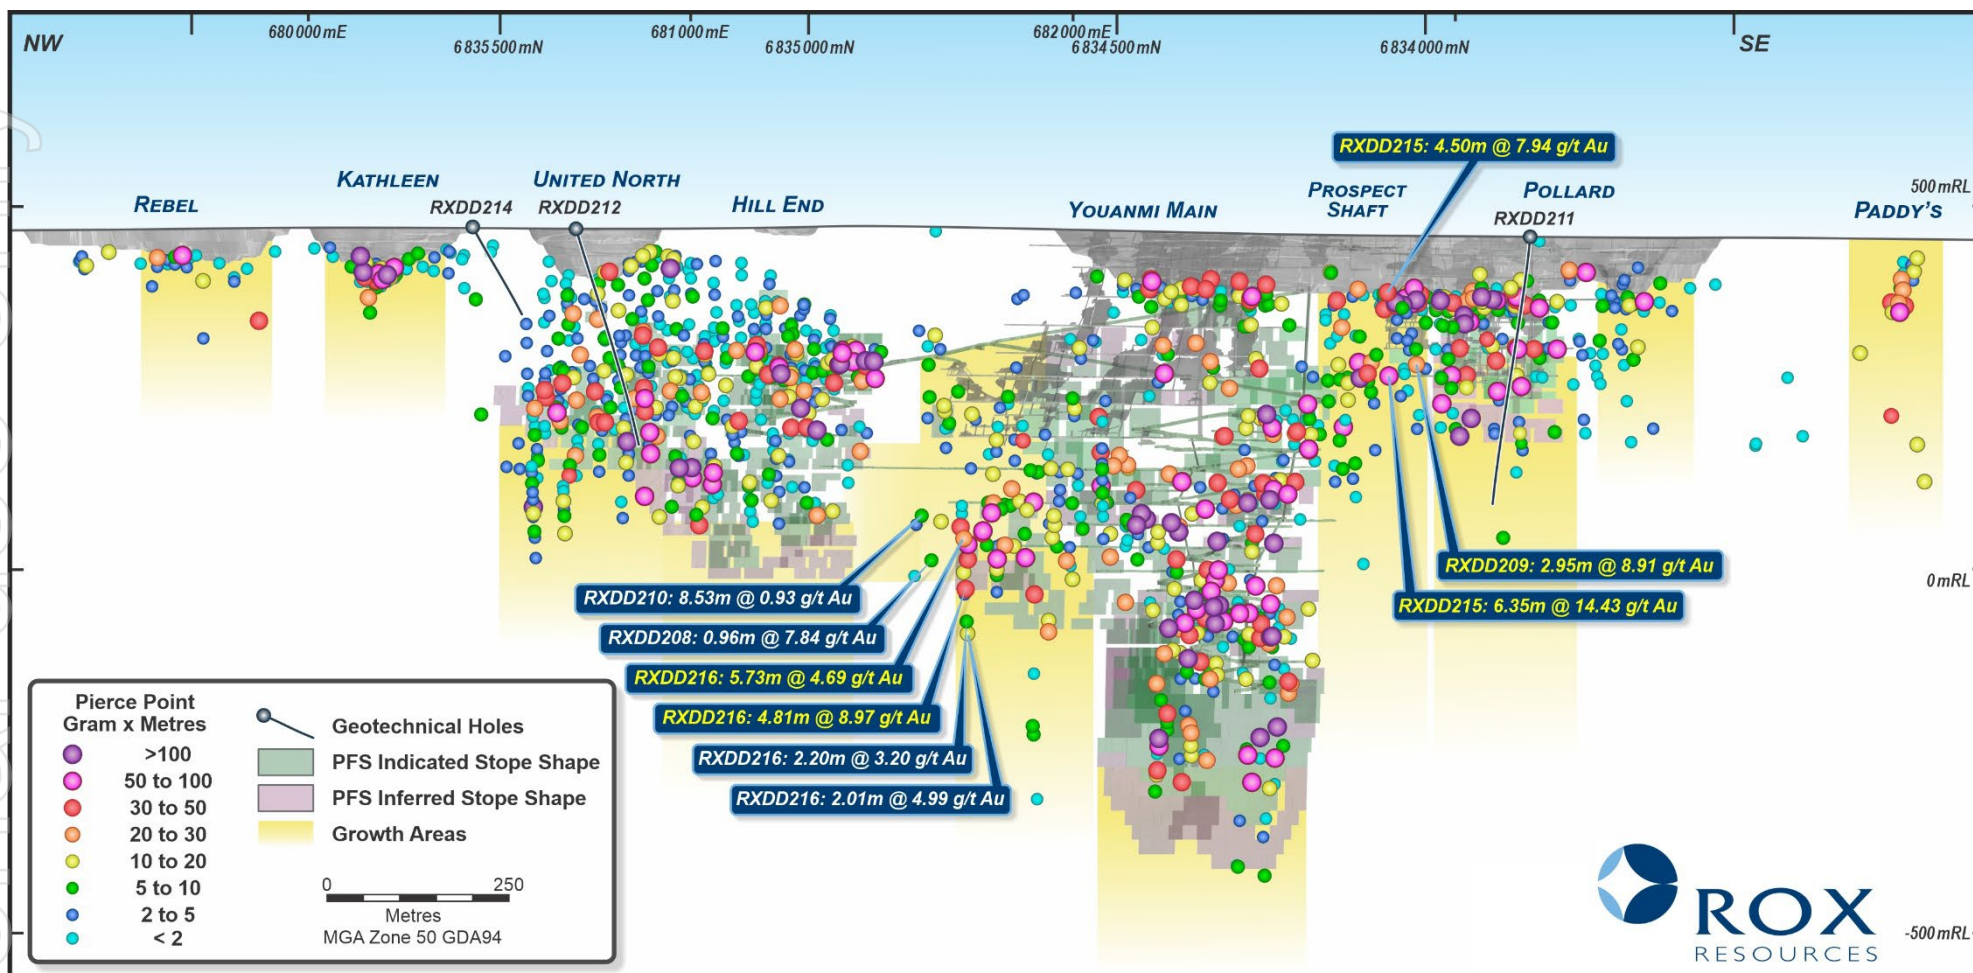 NW
680 000 mE
6 835 500 mN
681 000 mE
6 835 000 mN
682 000 mE
6 834 500 mN
6 834 000 mN
SE
RXDD215: 4.50m @ 7.94 g/t Au
REBEL
KATHLEEN
RXDD214
UNITED NORTH
RXDD212
HILL END
YOUANMI MAIN
PROSPECT
SHAFT
POLLARD
RXDD211
PADDY'S
500 mRL
0 mRL
-500 mRL
RXDD209: 2.95m @ 8.91 g/t Au
RXDD215: 6.35m @ 14.43 g/t Au
RXDD210: 8.53m @ 0.93 g/t Au
RXDD208: 0.96m @ 7.84 g/t Au
RXDD216: 5.73m @ 4.69 g/t Au
RXDD216: 4.81m @ 8.97 g/t Au
RXDD216: 2.20m @ 3.20 g/t Au
RXDD216: 2.01m @ 4.99 g/t Au
Pierce Point
Gram x Metres
>100
50 to 100
30 to 50
20 to 30
10 to 20
5 to 10
2 to 5
< 2
Geotechnical Holes
PFS Indicated Stope Shape
PFS Inferred Stope Shape
Growth Areas
0 250
Metres
MGA Zone 50 GDA94
ROX
RESOURCES